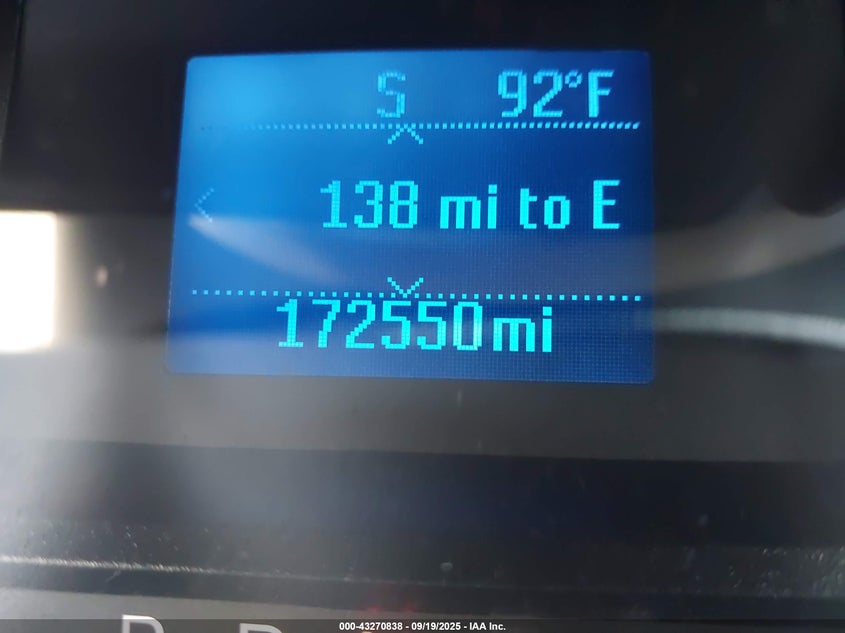 S 92°F
138 mi to E
172550mi
P R
000-43270838 - 09/19/2025 - IAA Inc.